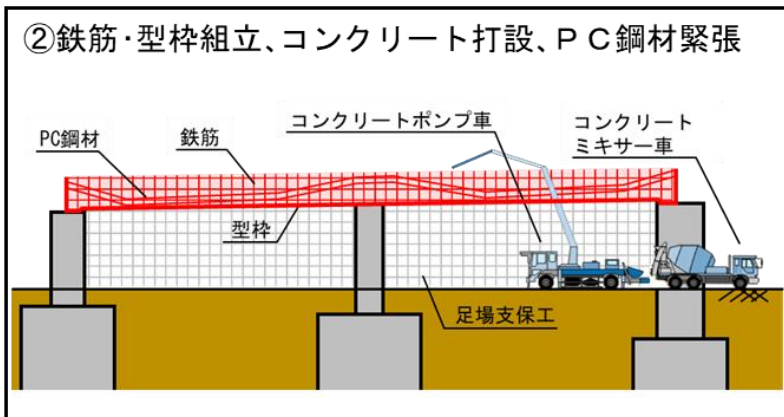 ②鉄筋・型枠組立、コンクリート打設、ＰＣ鋼材緊張
コンクリートポンプ車
コンクリート
ミキサー車
PC鋼材
鉄筋
型枠
足場支保工